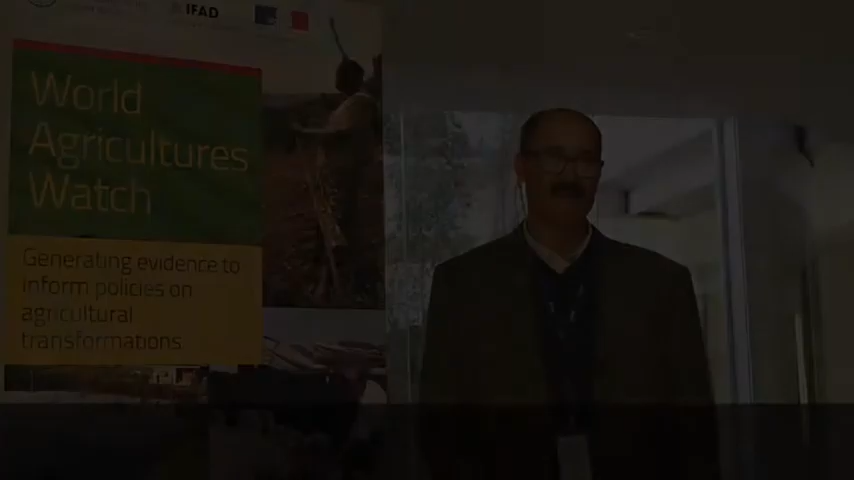 IFAD
World
Agricultures
Watch
Generating evidence to
inform policies on
agricultural
transformations